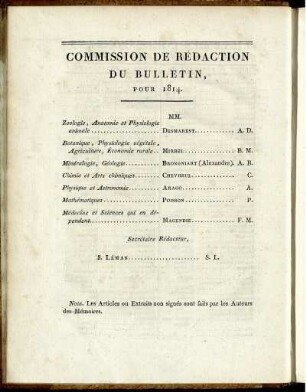 COMMISSION DE RÉDACTION
DU BULLETIN,
POUR 1814.
MM.
Zoologie, Anatomie et Physiologie
animale .................. DESMAREST....... A. D.
Botanique, Physiologie végétale,
Agriculture, Économie rurale. MIRBEL............ B. M.
Minéralogie, Géologie............ BRONGNIART (Alexandre). A. B.
Chimie et Arts chimiques......... CHEVREUL......... C.
Physique et Astronomie.......... ARAGO............ A.
Mathématiques ................ POISSON........... P.
Médecine et Sciences qui en dé-
pendent.................. MAGENDIE......... F. M.
Secrétaire Rédacteur,
S. LÉMAN...................... S. L.
Nota. Les Articles ou Extraits non signés sont faits par les Auteurs
des Mémoires.